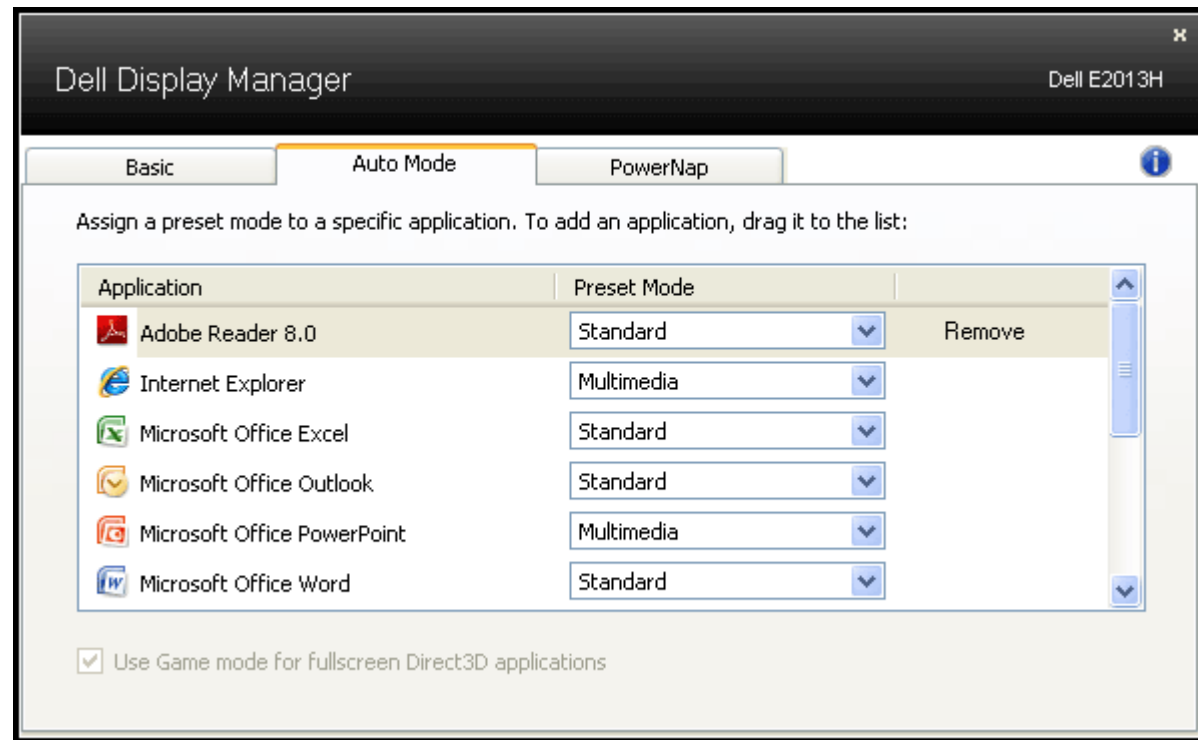 Dell Display Manager
Dell E2013H
Basic
Auto Mode
PowerNap
Assign a preset mode to a specific application. To add an application, drag it to the list:
Application Preset Mode
Adobe Reader 8.0 Standard Remove
Internet Explorer Multimedia
Microsoft Office Excel Standard
Microsoft Office Outlook Standard
Microsoft Office PowerPoint Multimedia
Microsoft Office Word Standard
Use Game mode for fullscreen Direct3D applications